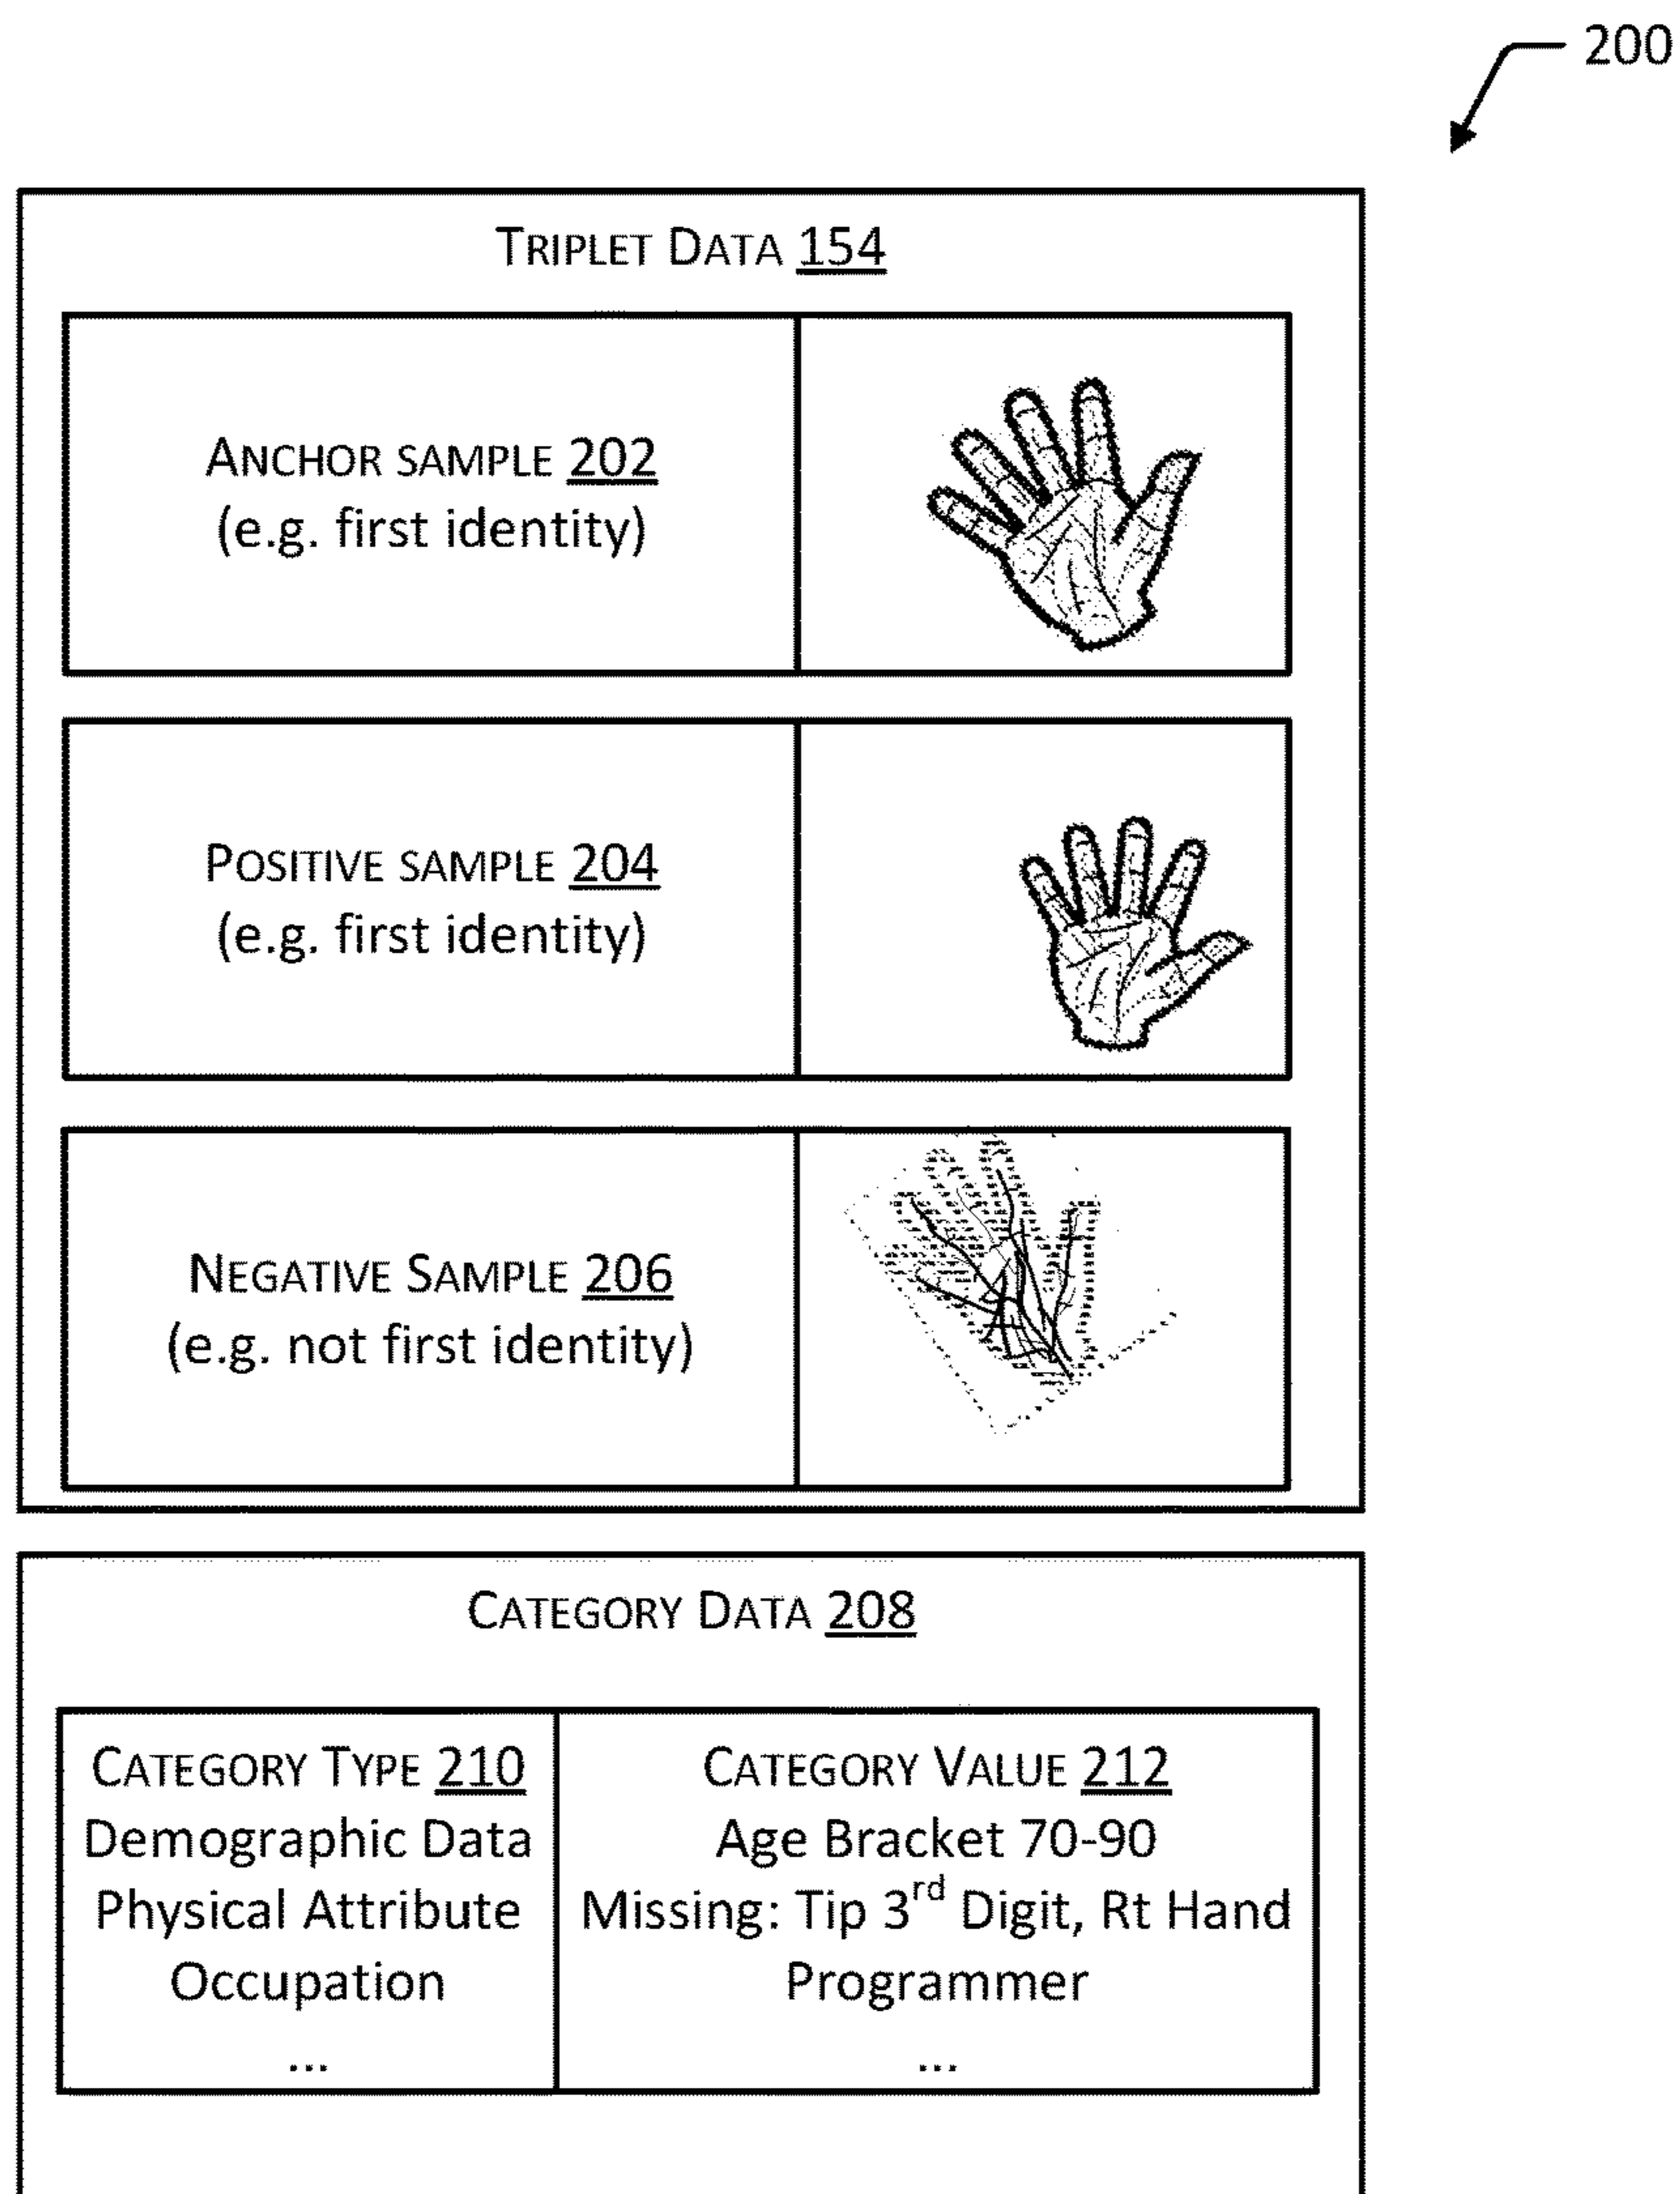 200
TRIPLET DATA 154
ANCHOR SAMPLE 202
(e.g. first identity)
POSITIVE SAMPLE 204
(e.g. first identity)
NEGATIVE SAMPLE 206
(e.g. not first identity)
CATEGORY DATA 208
CATEGORY TYPE 210
Demographic Data
Physical Attribute
Occupation
...
CATEGORY VALUE 212
Age Bracket 70-90
Missing: Tip 3rd Digit, Rt Hand
Programmer
...